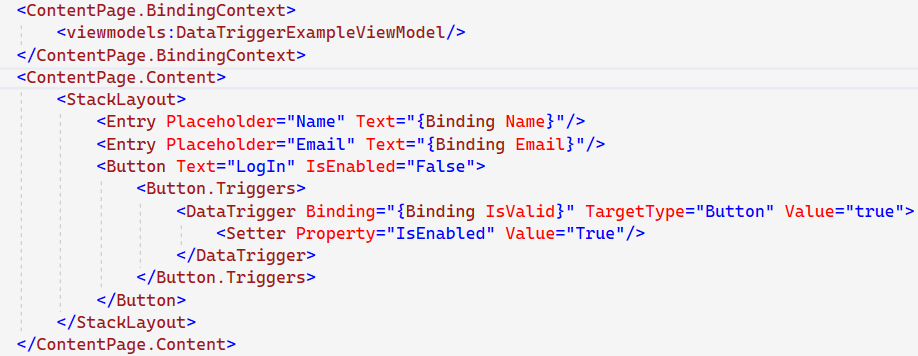 <ContentPage.BindingContext>
    <viewmodels:DataTriggerExampleViewModel/>
</ContentPage.BindingContext>
<ContentPage.Content>
    <StackLayout>
        <Entry Placeholder="Name" Text="{Binding Name}"/>
        <Entry Placeholder="Email" Text="{Binding Email}"/>
        <Button Text="LogIn" IsEnabled="False">
            <Button.Triggers>
                <DataTrigger Binding="{Binding IsValid}" TargetType="Button" Value="true">
                    <Setter Property="IsEnabled" Value="True"/>
                </DataTrigger>
            </Button.Triggers>
        </Button>
    </StackLayout>
</ContentPage.Content>